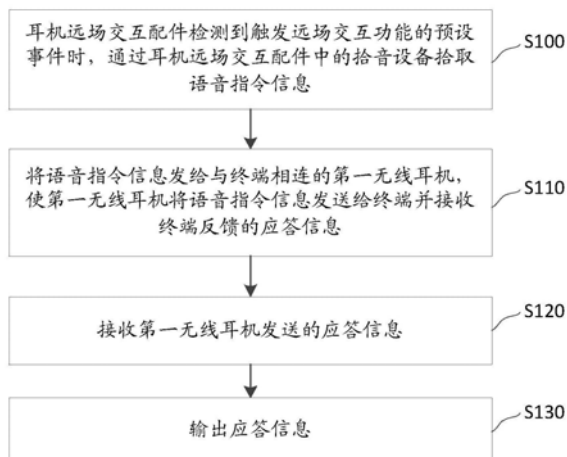 耳机远场交互配件检测到触发远场交互功能的预设
事件时，通过耳机远场交互配件中的拾音设备拾取
语音指令信息
S100
将语音指令信息发给与终端相连的第一无线耳机，
使第一无线耳机将语音指令信息发送给终端并接收
终端反馈的应答信息
S110
接收第一无线耳机发送的应答信息
S120
输出应答信息
S130